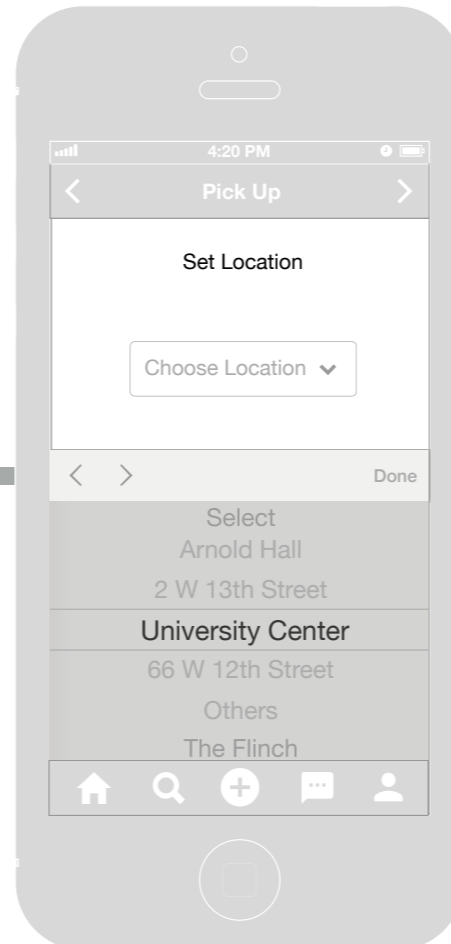 4:20 PM
Pick Up
Set Location
Choose Location
Done
Select
Arnold Hall
2 W 13th Street
University Center
66 W 12th Street
Others
The Flinch